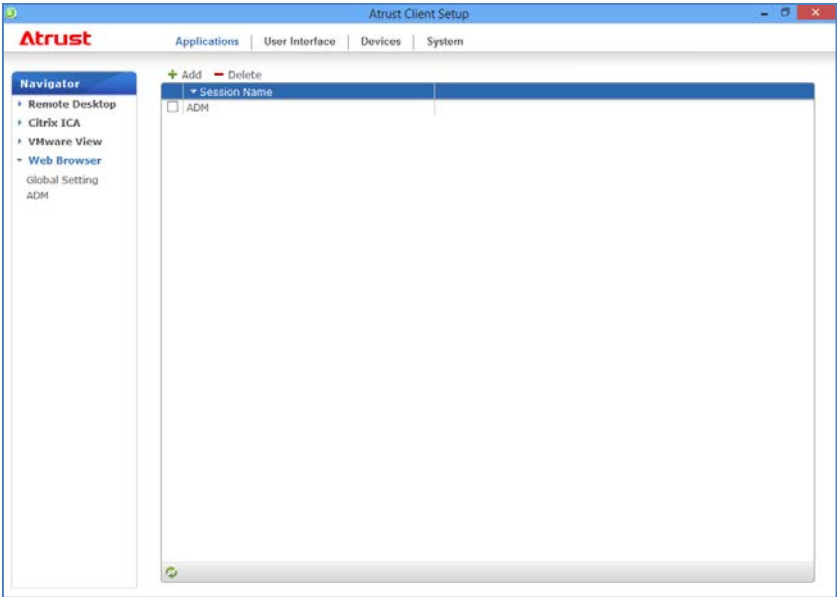 Atrust Client Setup
Atrust
Applications User Interface Devices System
Add Delete
Navigator
Session Name
Remote Desktop
ADM
Citrix ICA
VMware View
Web Browser
Global Setting
ADM